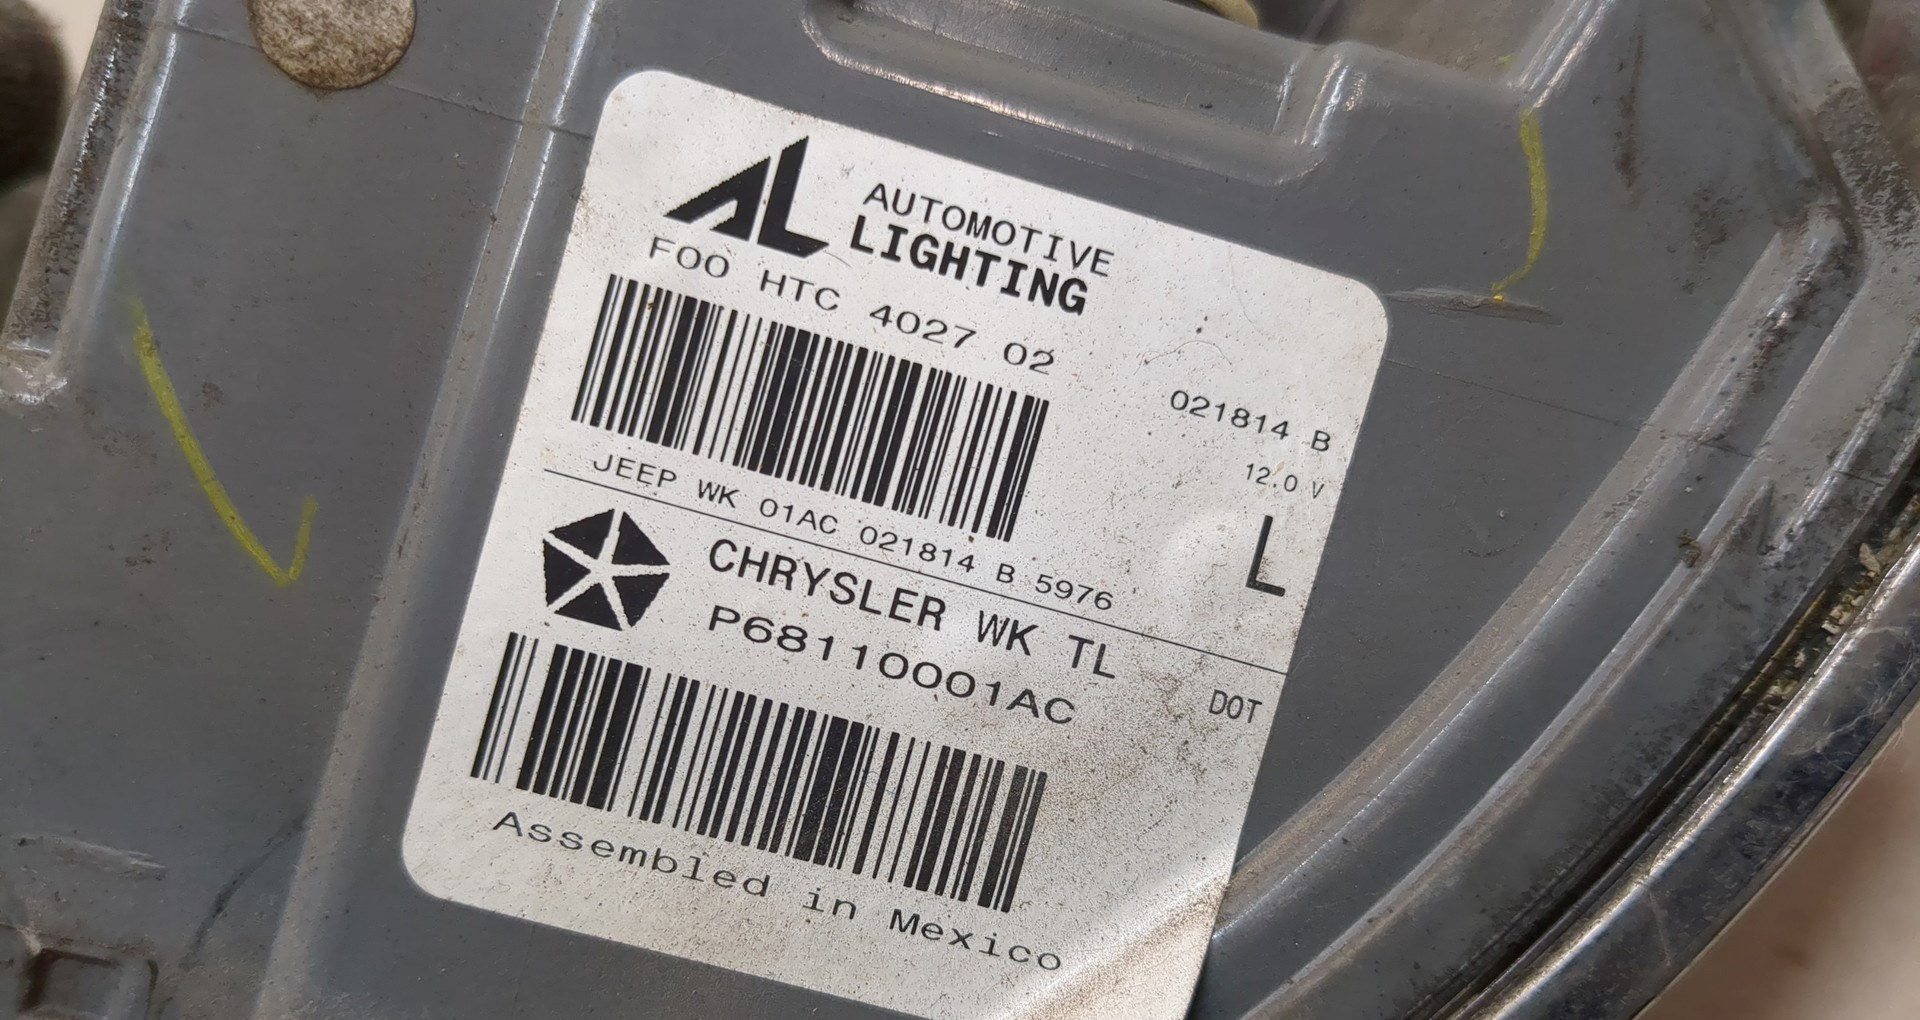 AL AUTOMOTIVE
LIGHTING
F00 HTC 4027 02
021814 B
12.0 V
L
JEEP WK 01AC 021814 B 5976
CHRYSLER WK TL
P68110001AC
DOT
Assembled in Mexico